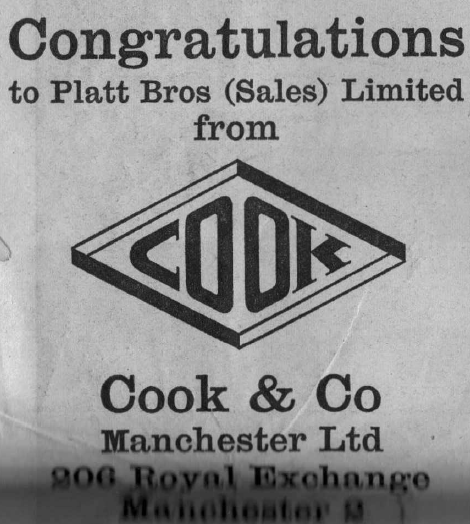 Congratulations
to Platt Bros (Sales) Limited
from
COOK
Cook & Co
Manchester Ltd
206 Royal Exchange
Manchester 2